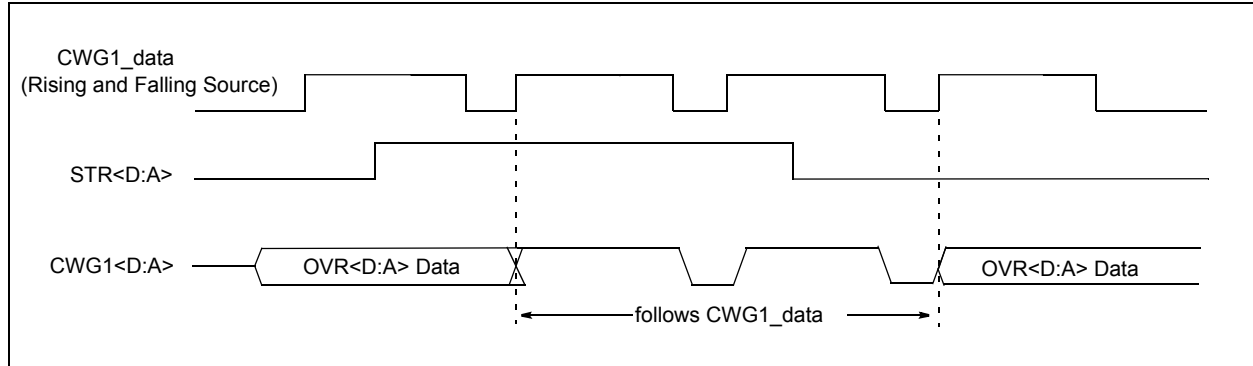 CWG1_data
(Rising and Falling Source)
STR<D:A>
CWG1<D:A>
OVR<D:A> Data
OVR<D:A> Data
follows CWG1_data